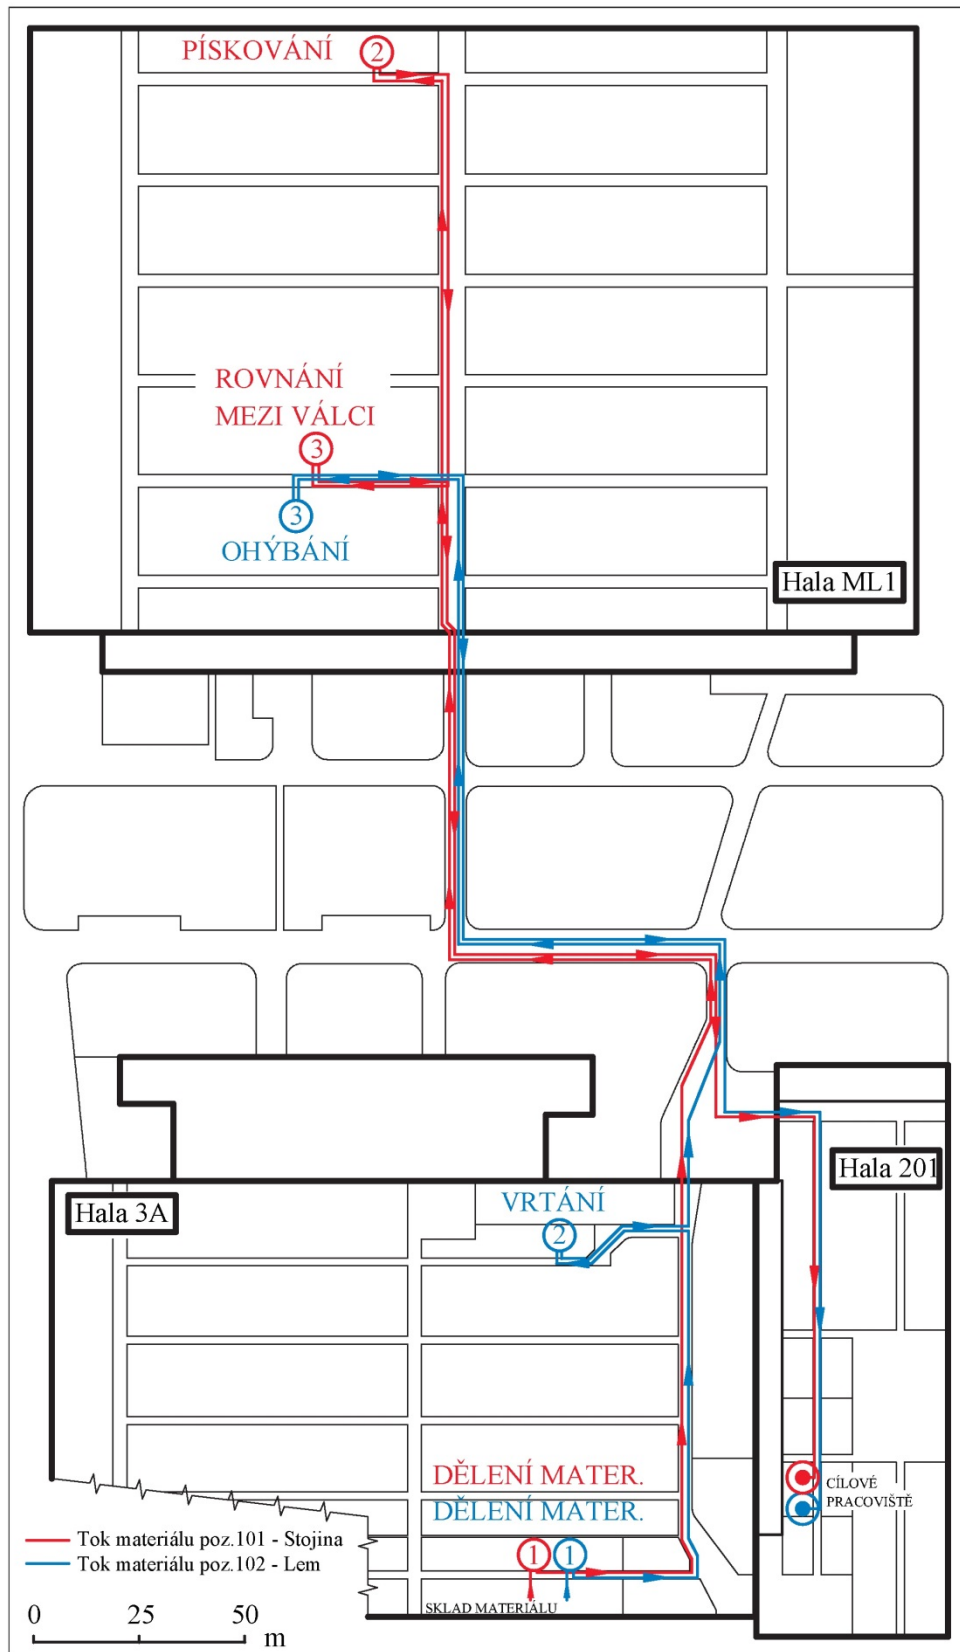 PÍSKOVÁNÍ 2
ROVNÁNÍ
MEZI VÁLCI
3
3
OHÝBÁNÍ
Hala ML1
Hala 201
Hala 3A
VRTÁNÍ
2
DĚLENÍ MATER.
DĚLENÍ MATER.
CÍLOVÉ
PRACOVIŠTĚ
Tok materiálu poz.101 - Stojina
Tok materiálu poz.102 - Lem
1 1
SKLAD MATERIÁLU
0 25 50
m